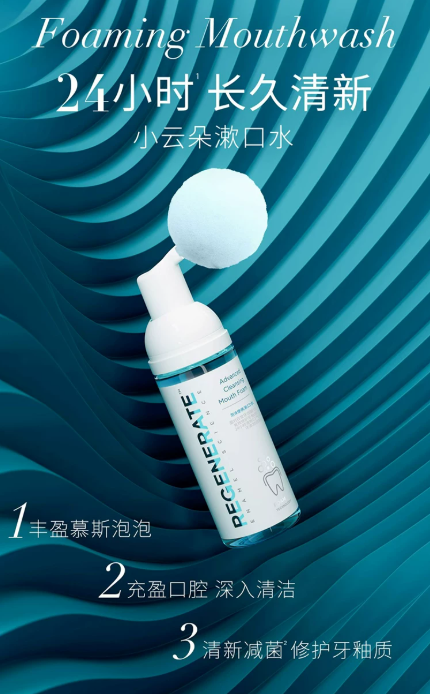 Foaming Mouthwash
24小时¹ 长久清新
小云朵漱口水
Advanced
Cleansing
Mouth Foam
REGENERATE™
ENAMEL SCIENCE
1丰盈慕斯泡泡
2充盈口腔 深入清洁
3清新减菌²修护牙釉质